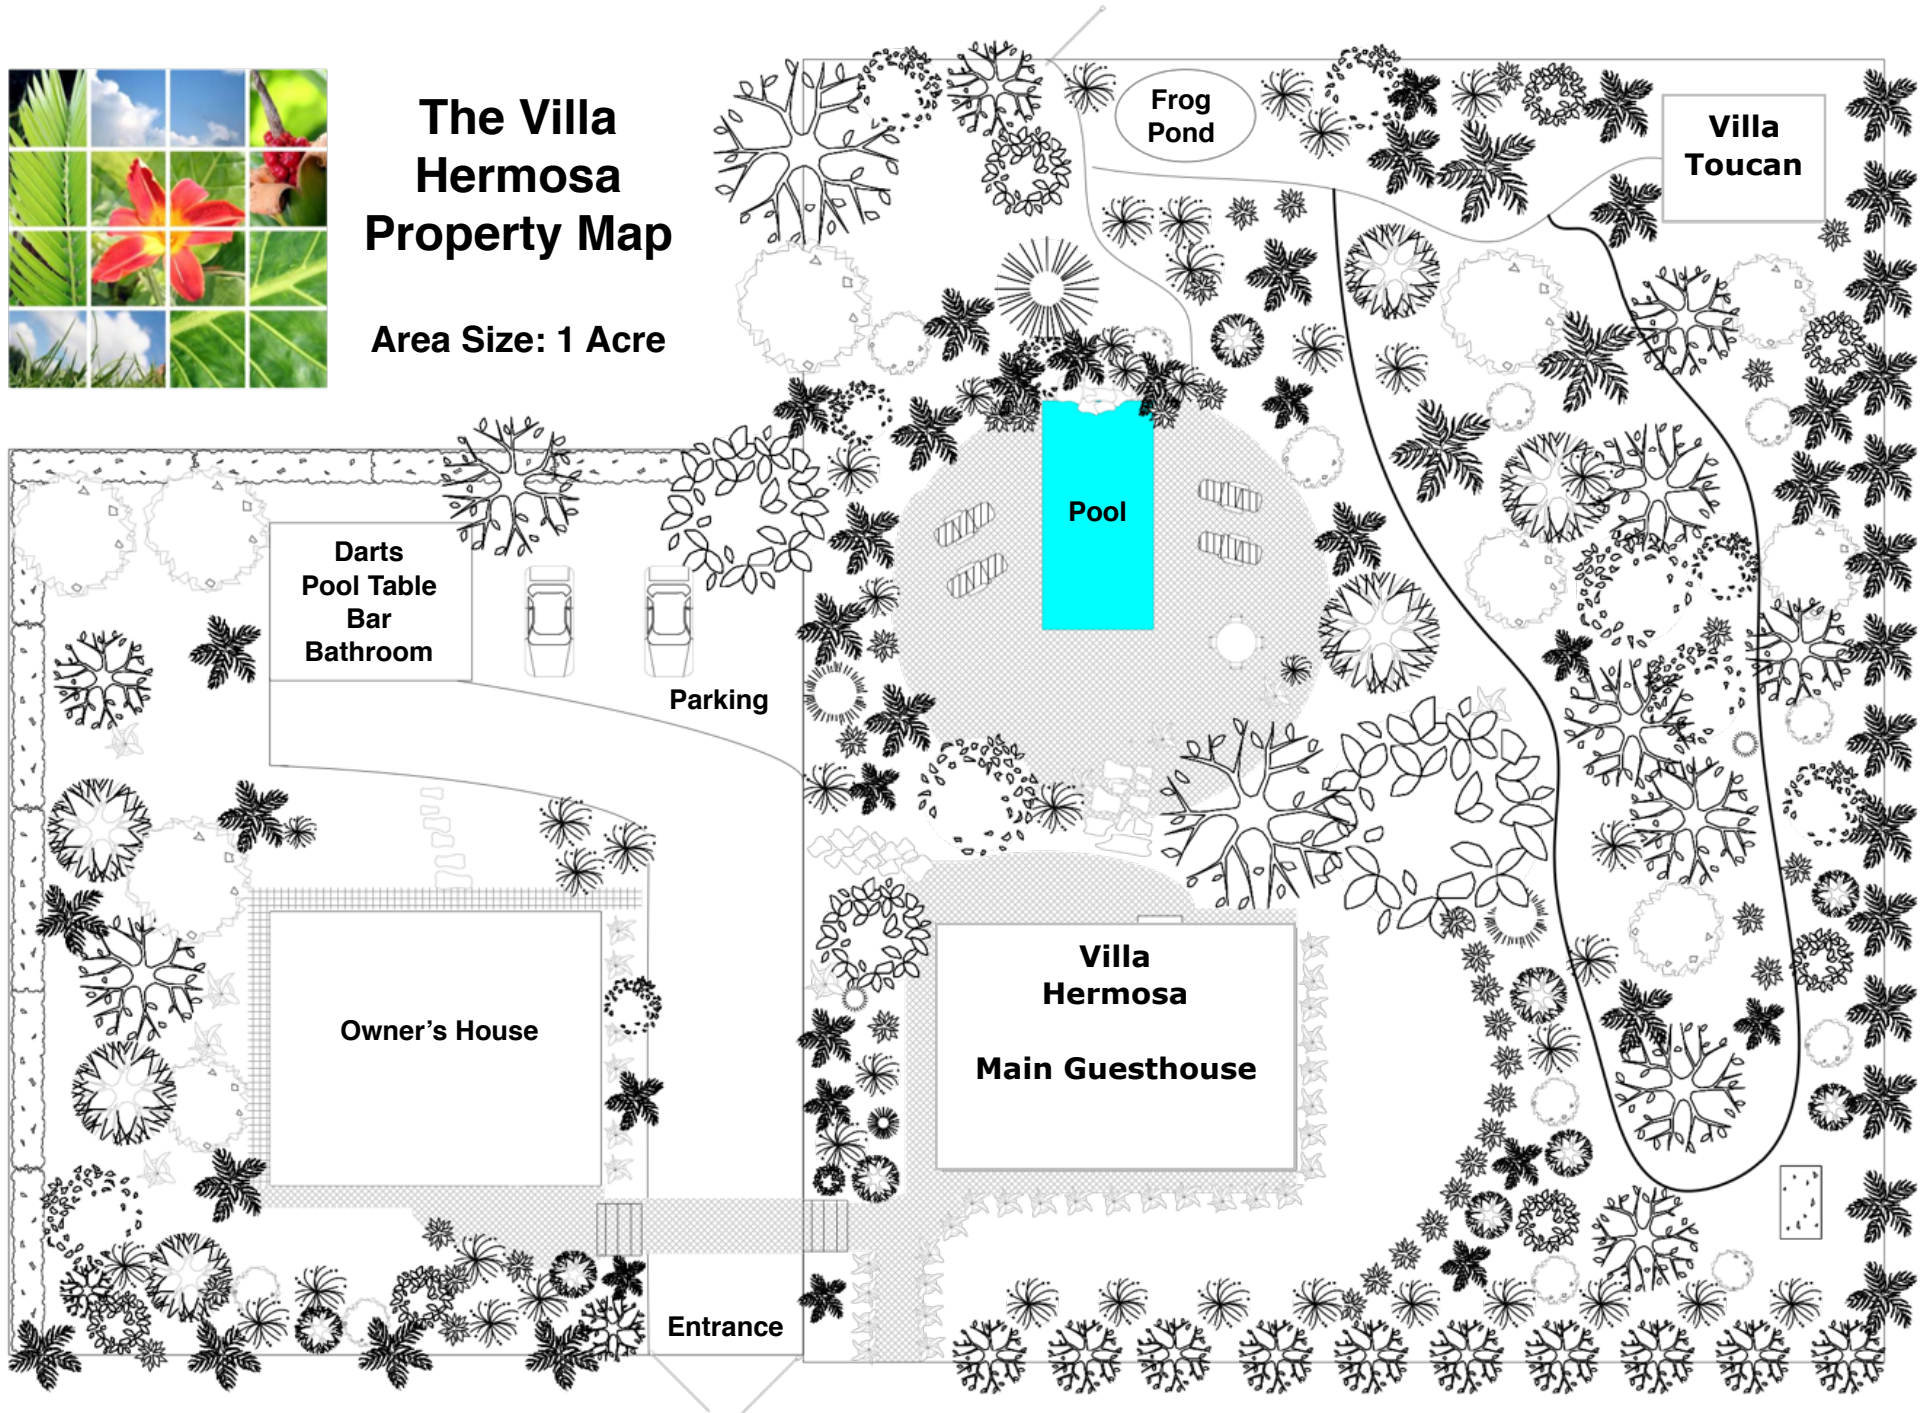 The Villa
Hermosa
Property Map
Area Size: 1 Acre
Frog
Pond
Villa
Toucan
Pool
Darts
Pool Table
Bar
Bathroom
Parking
Owner’s House
Villa
Hermosa
Main Guesthouse
Entrance